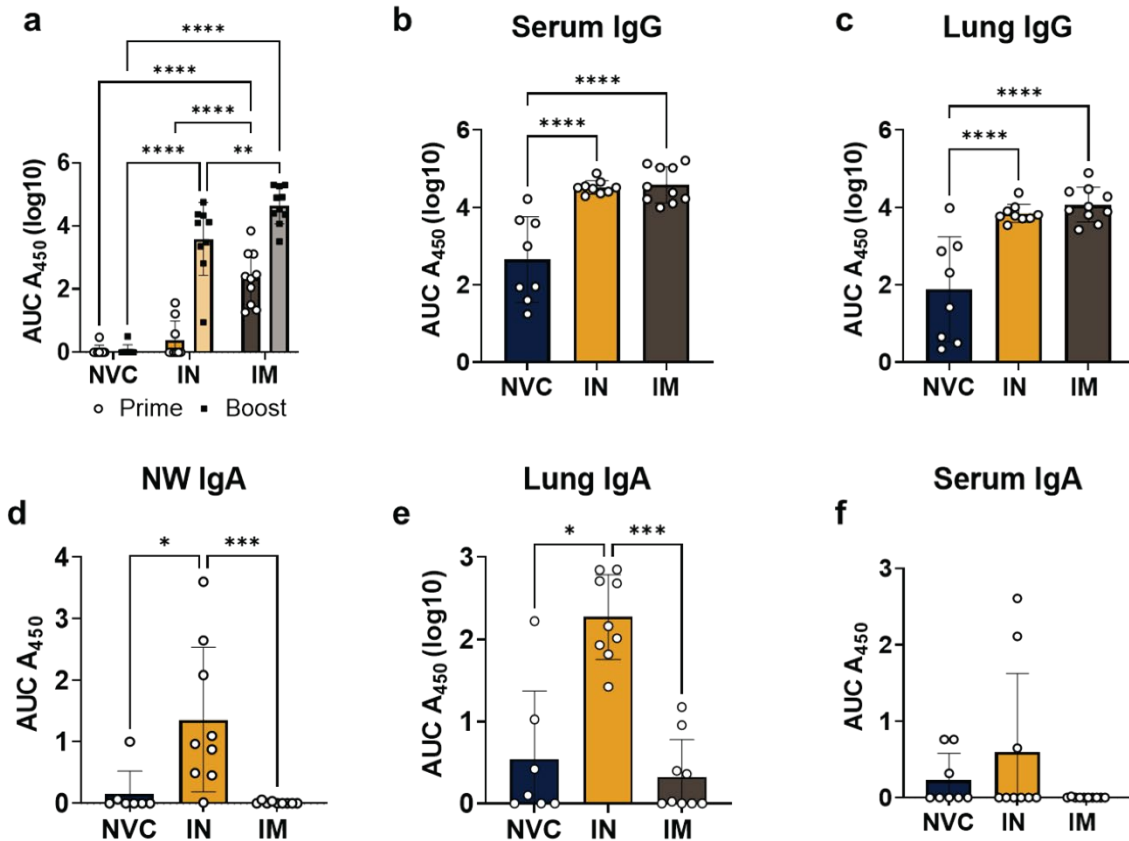 a
****
****
****
****
**
AUC A450 (log10)
6
4
2
0
NVC
IN
IM
Prime
Boost
b
Serum IgG
****
****
AUC A450 (log10)
6
4
2
0
NVC
IN
IM
c
Lung IgG
****
****
AUC A450 (log10)
6
4
2
0
NVC
IN
IM
d
NW IgA
*
***
AUC A450
4
3
2
1
0
NVC
IN
IM
e
Lung IgA
*
***
AUC A450 (log10)
3
2
1
0
NVC
IN
IM
f
Serum IgA
AUC A450
3
2
1
0
NVC
IN
IM